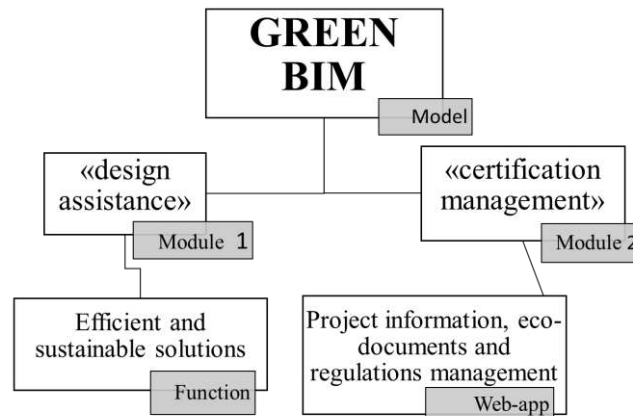 GREEN
BIM
Model
«design
assistance»
Module 1
«certification
management»
Module 2
Efficient and
sustainable solutions
Function
Project information, eco-
documents and
regulations management
Web-app